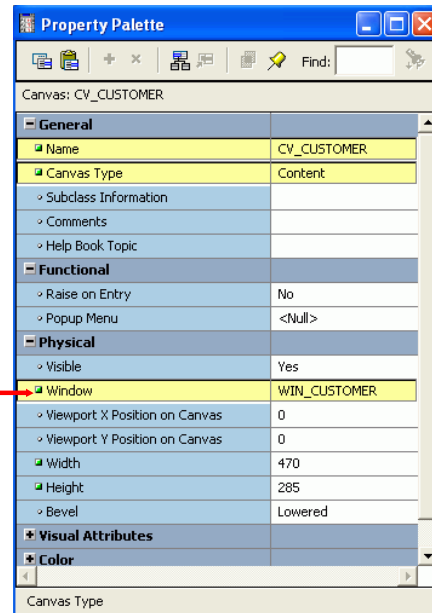 Property Palette
Find:
Canvas: CV_CUSTOMER
General
Name CV_CUSTOMER
Canvas Type Content
Subclass Information
Comments
Help Book Topic
Functional
Raise on Entry No
Popup Menu <Null>
Physical
Visible Yes
Window WIN_CUSTOMER
Viewport X Position on Canvas 0
Viewport Y Position on Canvas 0
Width 470
Height 285
Bevel Lowered
Visual Attributes
Color
Canvas Type